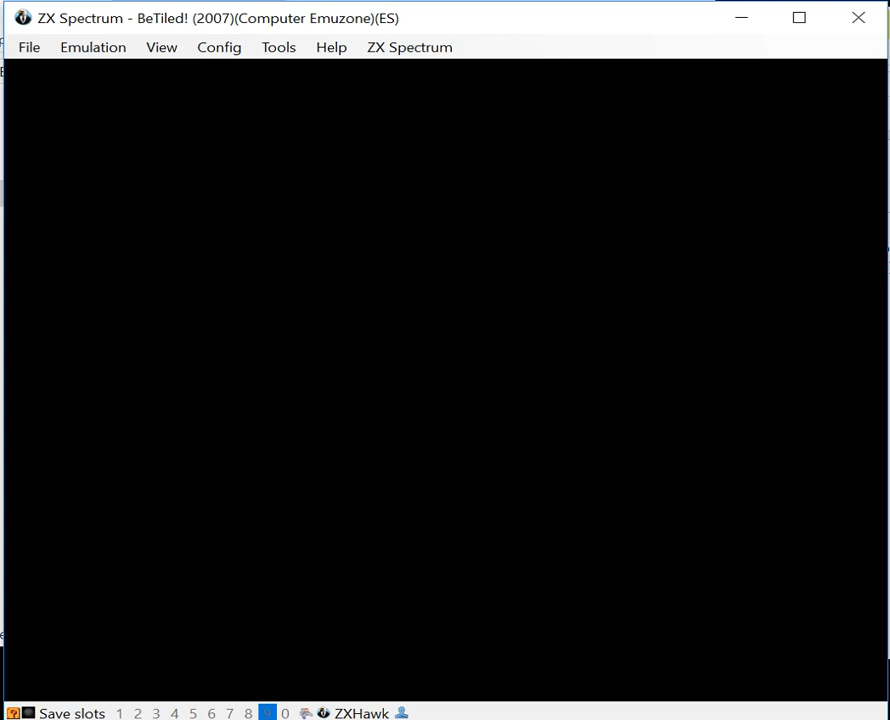 ZX Spectrum - BeTiled! (2007)(Computer Emuzone)(ES)
File Emulation View Config Tools Help ZX Spectrum
Save slots 1 2 3 4 5 6 7 8 9 0 ZXHawk